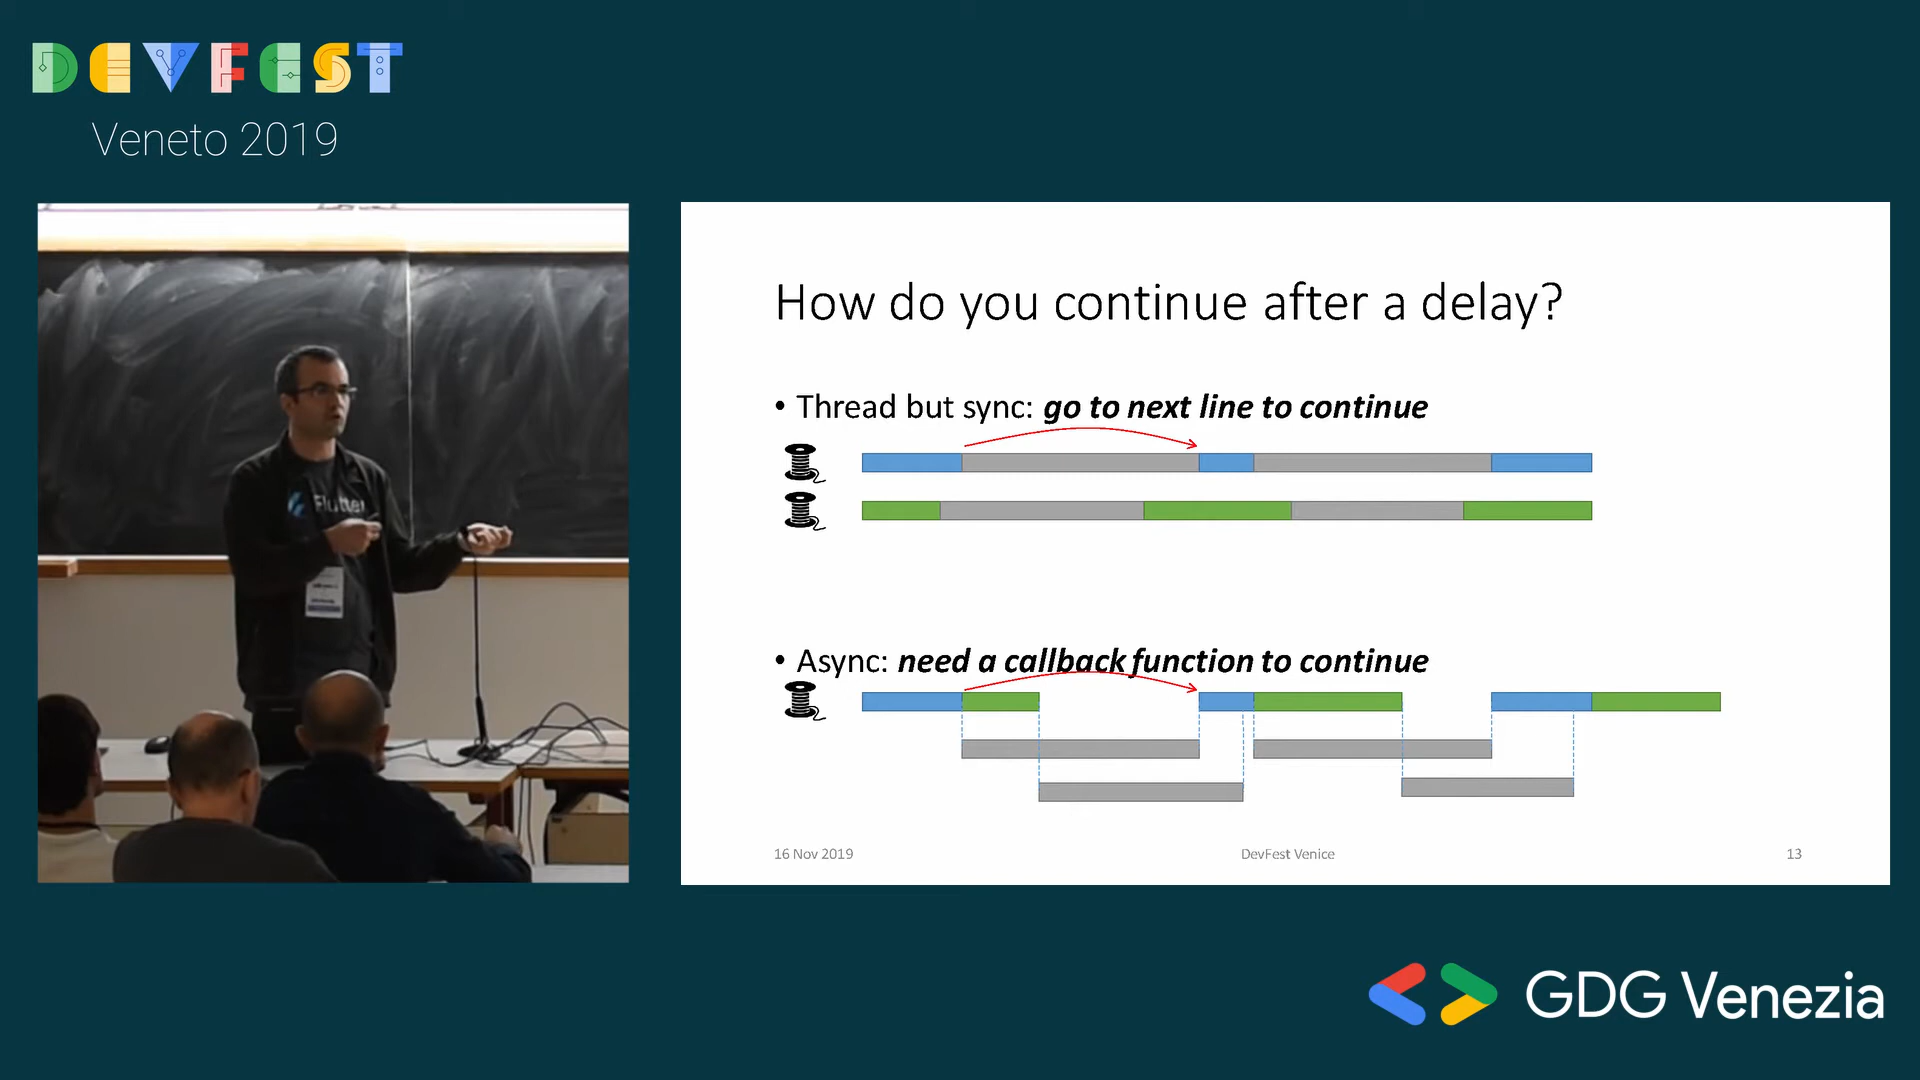 DEVFEST
Veneto 2019
Flutter
How do you continue after a delay?
• Thread but sync: go to next line to continue
• Async: need a callback function to continue
16 Nov 2019
DevFest Venice
13
GDG Venezia